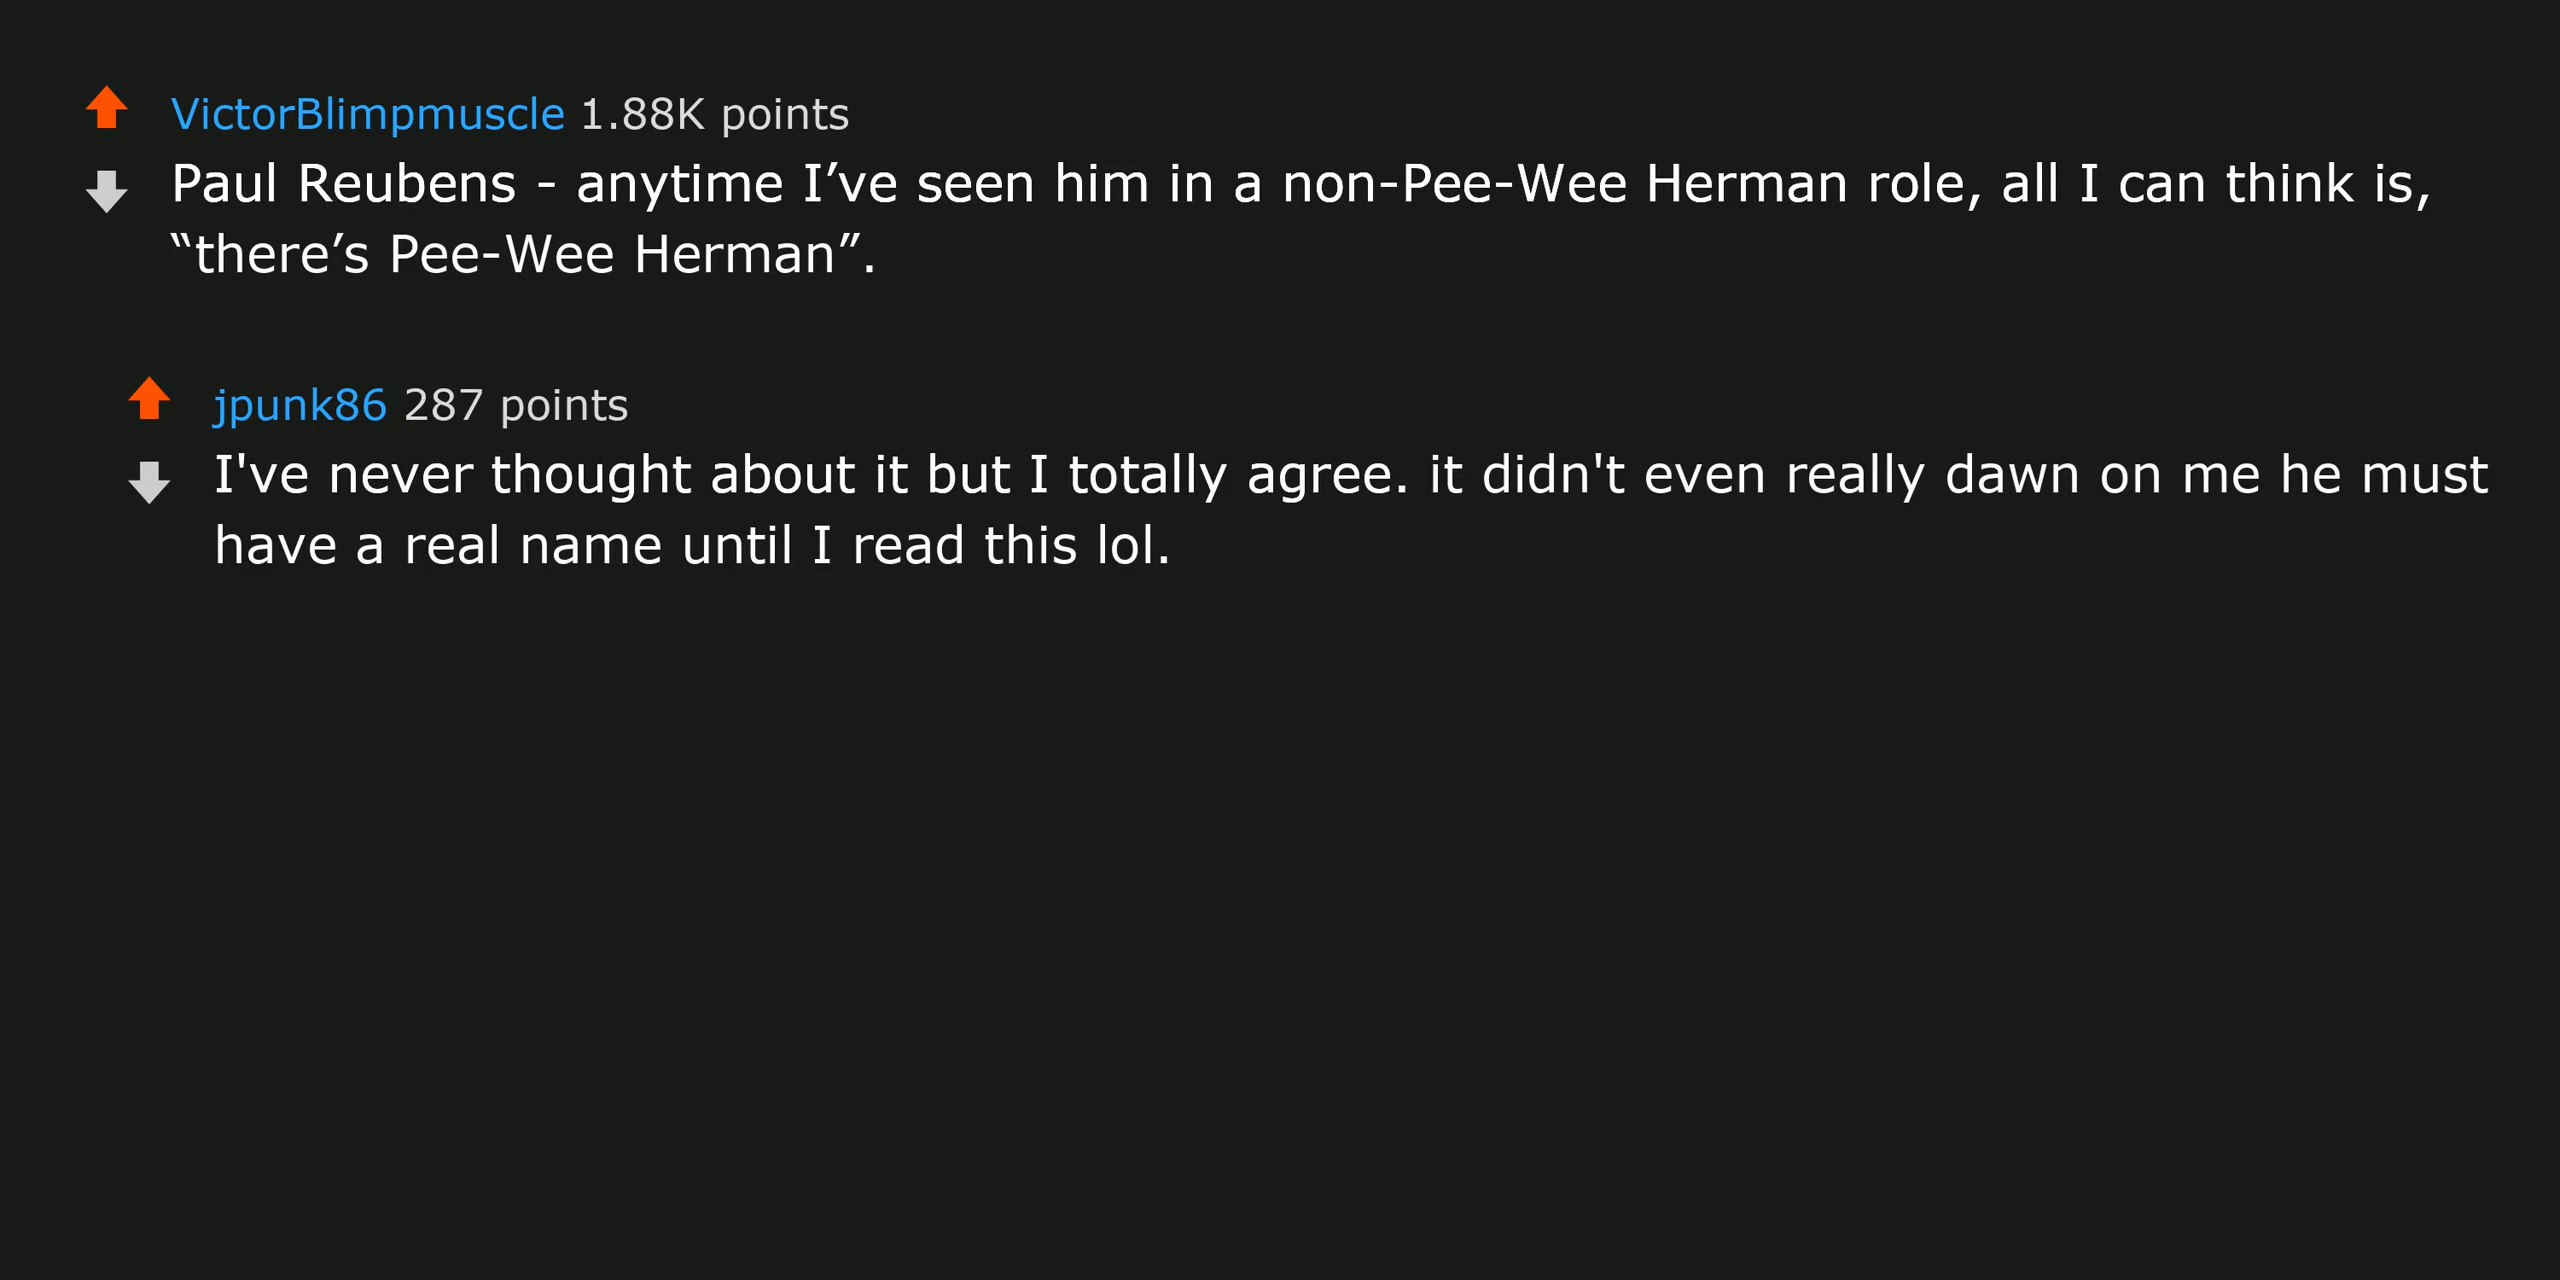 VictorBlimpmuscle 1.88K points
Paul Reubens - anytime I’ve seen him in a non-Pee-Wee Herman role, all I can think is,
“there’s Pee-Wee Herman”.
jpunk86 287 points
I've never thought about it but I totally agree. it didn't even really dawn on me he must
have a real name until I read this lol.